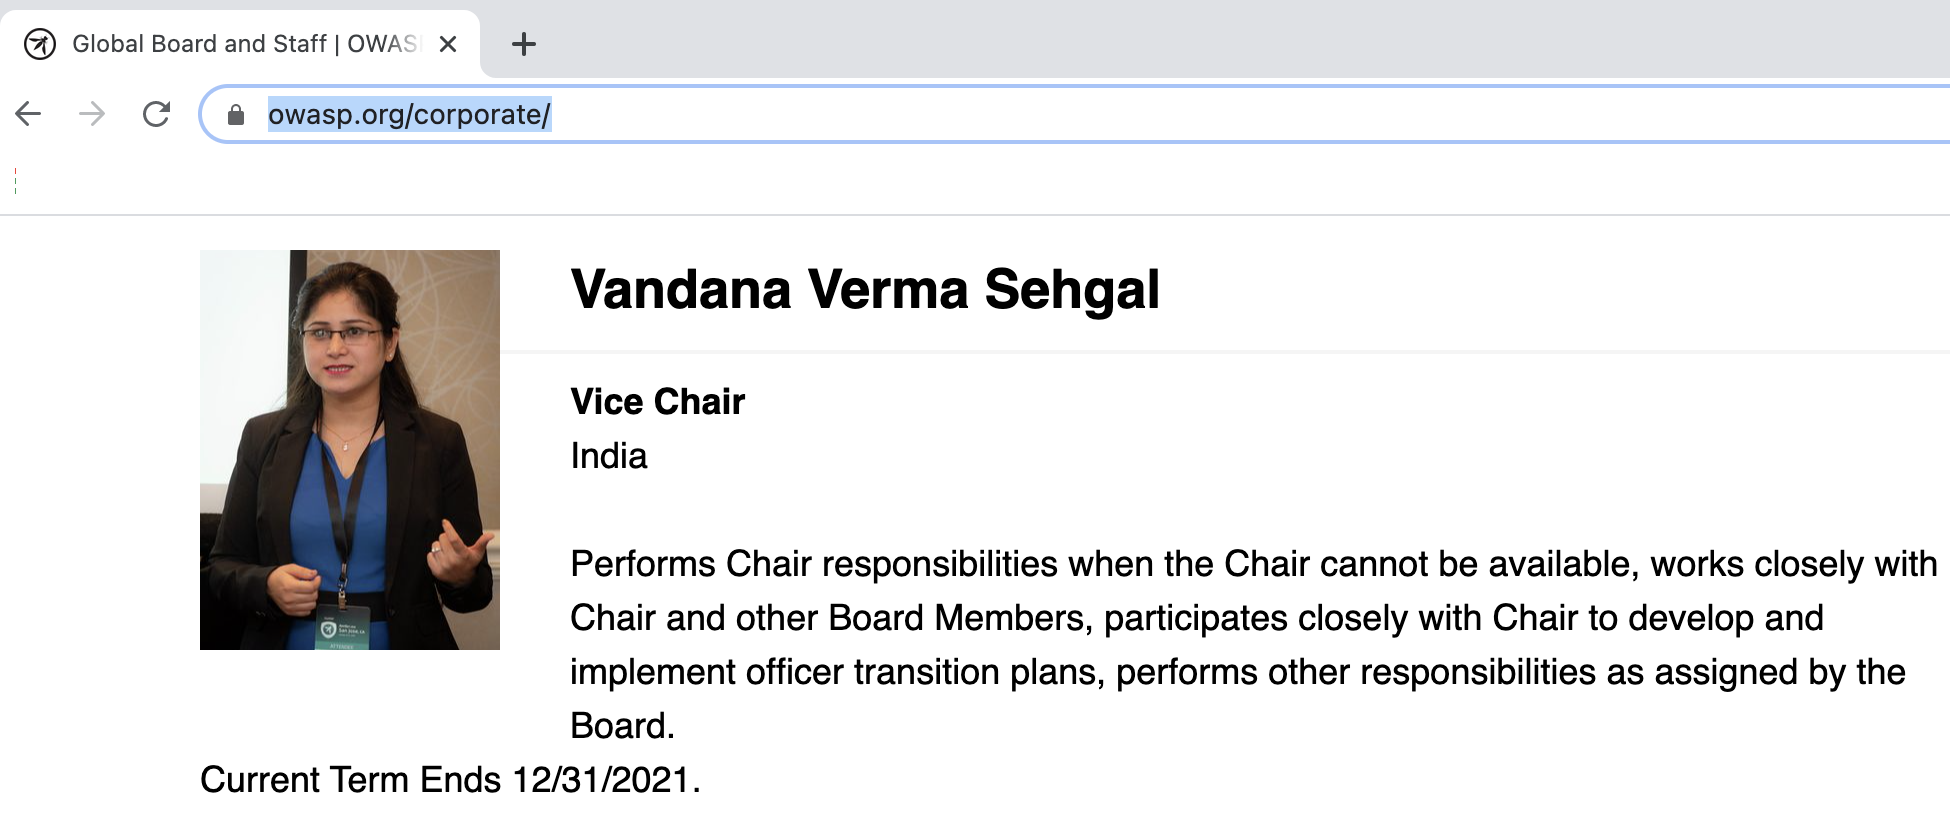 Global Board and Staff | OWAS
owasp.org/corporate/
Vandana Verma Sehgal
Vice Chair
India
Performs Chair responsibilities when the Chair cannot be available, works closely with
Chair and other Board Members, participates closely with Chair to develop and
implement officer transition plans, performs other responsibilities as assigned by the
Board.
Current Term Ends 12/31/2021.